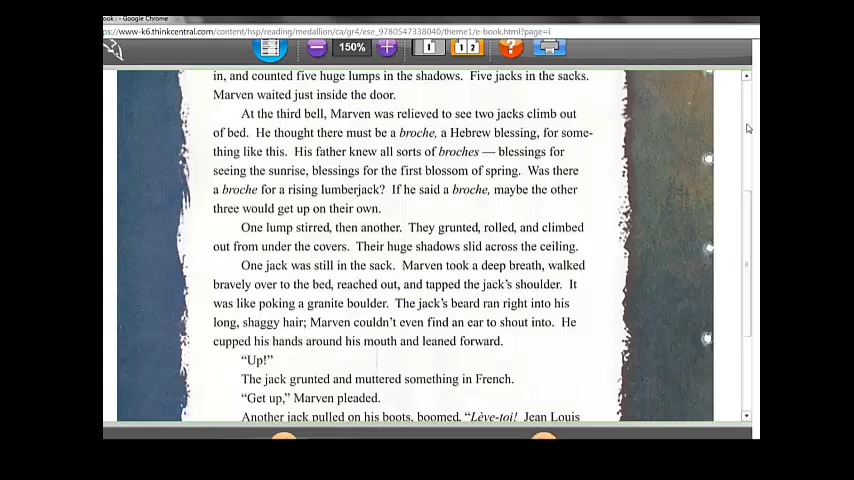 ook : - Google Chrome
ps://www-k6.thinkcentral.com/content/hsp/reading/medallion/ca/gr4/ese_9780547338040/theme1/e-book.html?page=i
150% 1 1 2 ?
in, and counted five huge lumps in the shadows. Five jacks in the sacks.
Marven waited just inside the door.
At the third bell, Marven was relieved to see two jacks climb out
of bed. He thought there must be a broche, a Hebrew blessing, for some-
thing like this. His father knew all sorts of broches — blessings for
seeing the sunrise, blessings for the first blossom of spring. Was there
a broche for a rising lumberjack? If he said a broche, maybe the other
three would get up on their own.
One lump stirred, then another. They grunted, rolled, and climbed
out from under the covers. Their huge shadows slid across the ceiling.
One jack was still in the sack. Marven took a deep breath, walked
bravely over to the bed, reached out, and tapped the jack's shoulder. It
was like poking a granite boulder. The jack's beard ran right into his
long, shaggy hair; Marven couldn't even find an ear to shout into. He
cupped his hands around his mouth and leaned forward.
“Up!”
The jack grunted and muttered something in French.
“Get up,” Marven pleaded.
Another jack pulled on his boots, boomed, “Lève-toi! Jean Louis